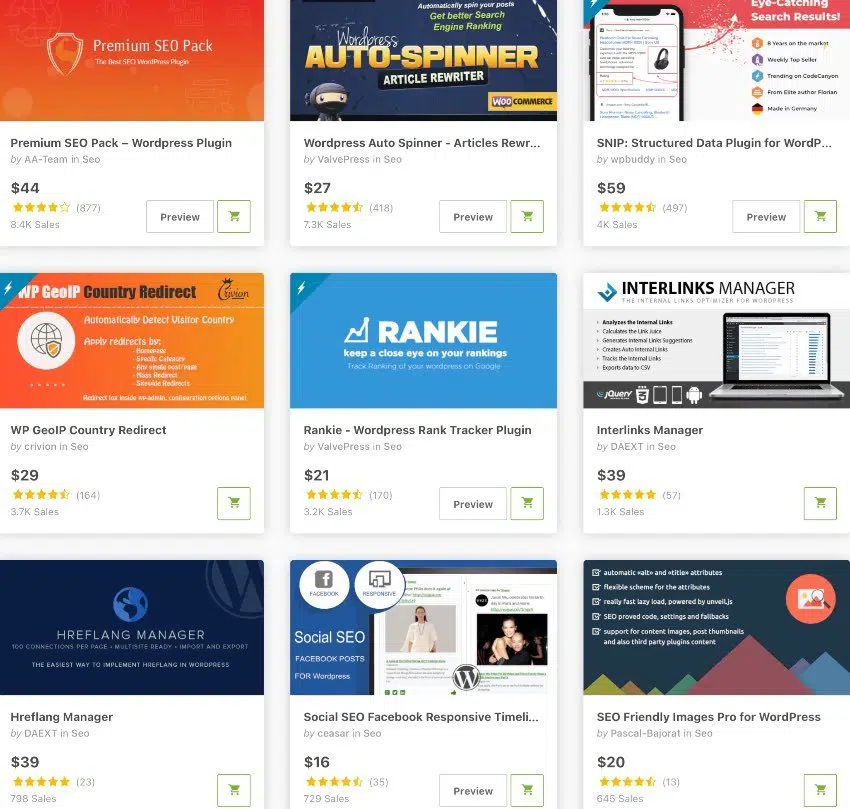 Premium SEO Pack
The Best SEO WordPress Plugin
Premium SEO Pack – Wordpress Plugin
by AA-Team in Seo
$44
(877)
8.4K Sales
Preview
Automatically spin your posts
Get better Search
Engine Ranking
Wordpress
AUTO-SPINNER
ARTICLE REWRITER
WOO COMMERCE
Wordpress Auto Spinner - Articles Rewr...
by ValvePress in Seo
$27
(418)
7.3K Sales
Preview
Eye-Catching
Search Results!
8 Years on the market
Weekly Top Seller
Trending on CodeCanyon
From Elite author Florian
Made in Germany
SNIP: Structured Data Plugin for WordP...
by wpbuddy in Seo
$59
(497)
4K Sales
Preview
WP GeoIP Country Redirect
Crivion
Automatically Detect Visitor Country
Apply redirects by:
- Homepage
- Specific Category
- Any single post/page
- Mass Redirect
- Sitewide Redirects
Redirect fox inside wp-admin, configuration options panel
WP GeoIP Country Redirect
by crivion in Seo
$29
(164)
3.7K Sales
RANKIE
keep a close eye on your rankings
Track Ranking of your wordpress on Google
Rankie - Wordpress Rank Tracker Plugin
by ValvePress in Seo
$21
(170)
3.2K Sales
Preview
INTERLINKS MANAGER
THE INTERNAL LINKS OPTIMIZER FOR WORDPRESS
Analyzes the Internal Links
Calculates the Link Juice
Generates Internal Links Suggestions
Creates Auto Internal Links
Tracks the Internal Links
Exports data to CSV
jQuery
Interlinks Manager
by DAEXT in Seo
$39
(57)
1.3K Sales
HREFLANG MANAGER
100 CONNECTIONS PER PAGE • MULTISITE READY • IMPORT AND EXPORT
THE EASIEST WAY TO IMPLEMENT HREFLANG IN WORDPRESS
Hreflang Manager
by DAEXT in Seo
$39
(23)
798 Sales
FACEBOOK
RESPONSIVE
Social SEO
FACEBOOK POSTS
FOR Wordpress
Social SEO Facebook Responsive Timeli...
by ceasar in Seo
$16
(35)
729 Sales
Preview
automatic «alt» and «title» attributes
flexible scheme for the attributes
really fast lazy load, powered by unveil.js
SEO proved code, settings and fallbacks
support for content images, post thumbnails
and also third party plugins content
SEO Friendly Images Pro for WordPress
by Pascal-Bajorat in Seo
$20
(13)
645 Sales